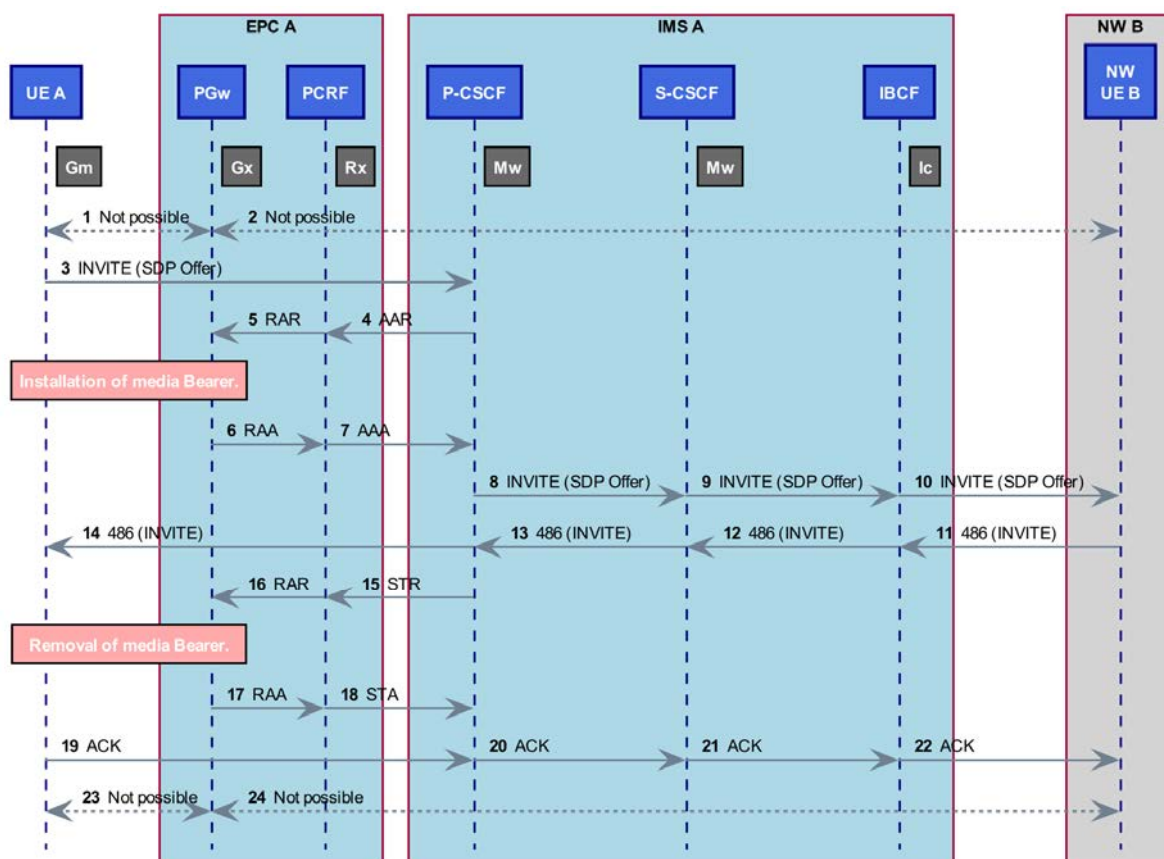 EPC A IMS A NW B
UE A PGw PCRF P-CSCF S-CSCF IBCF NW
UE B
Gm Gx Rx Mw Mw Ic
1 Not possible 2 Not possible
3 INVITE (SDP Offer)
5 RAR 4 AAR
Installation of media Bearer.
6 RAA 7 AAA
8 INVITE (SDP Offer) 9 INVITE (SDP Offer) 10 INVITE (SDP Offer)
14 486 (INVITE) 13 486 (INVITE) 12 486 (INVITE) 11 486 (INVITE)
16 RAR 15 STR
Removal of media Bearer.
17 RAA 18 STA
19 ACK 20 ACK 21 ACK 22 ACK
23 Not possible 24 Not possible